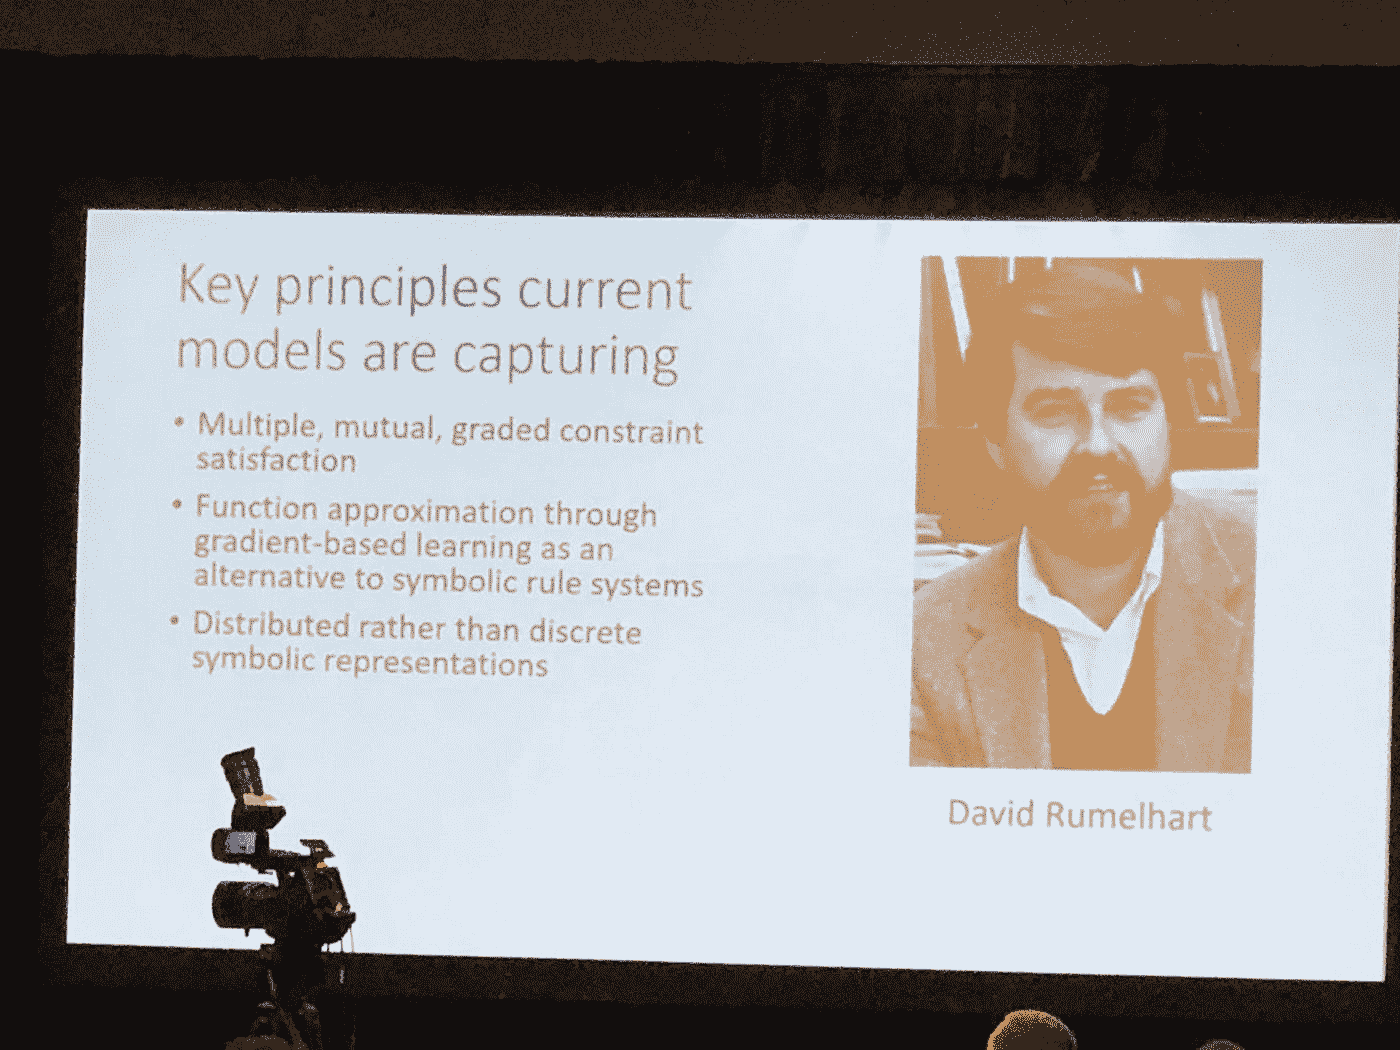 Key principles current
models are capturing
• Multiple, mutual, graded constraint
satisfaction
• Function approximation through
gradient-based learning as an
alternative to symbolic rule systems
• Distributed rather than discrete
symbolic representations
David Rumelhart